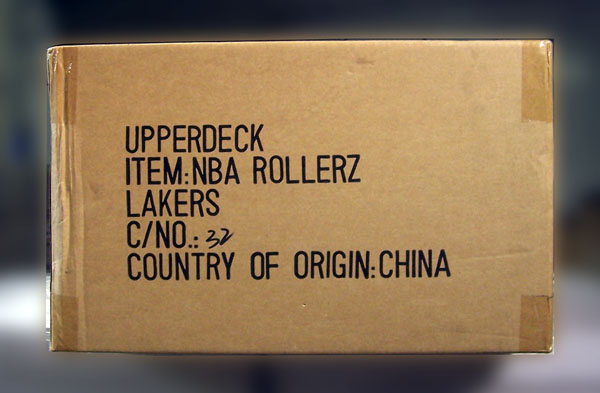 UPPERDECK
ITEM:NBA ROLLERZ
LAKERS
C/NO.: 32
COUNTRY OF ORIGIN:CHINA